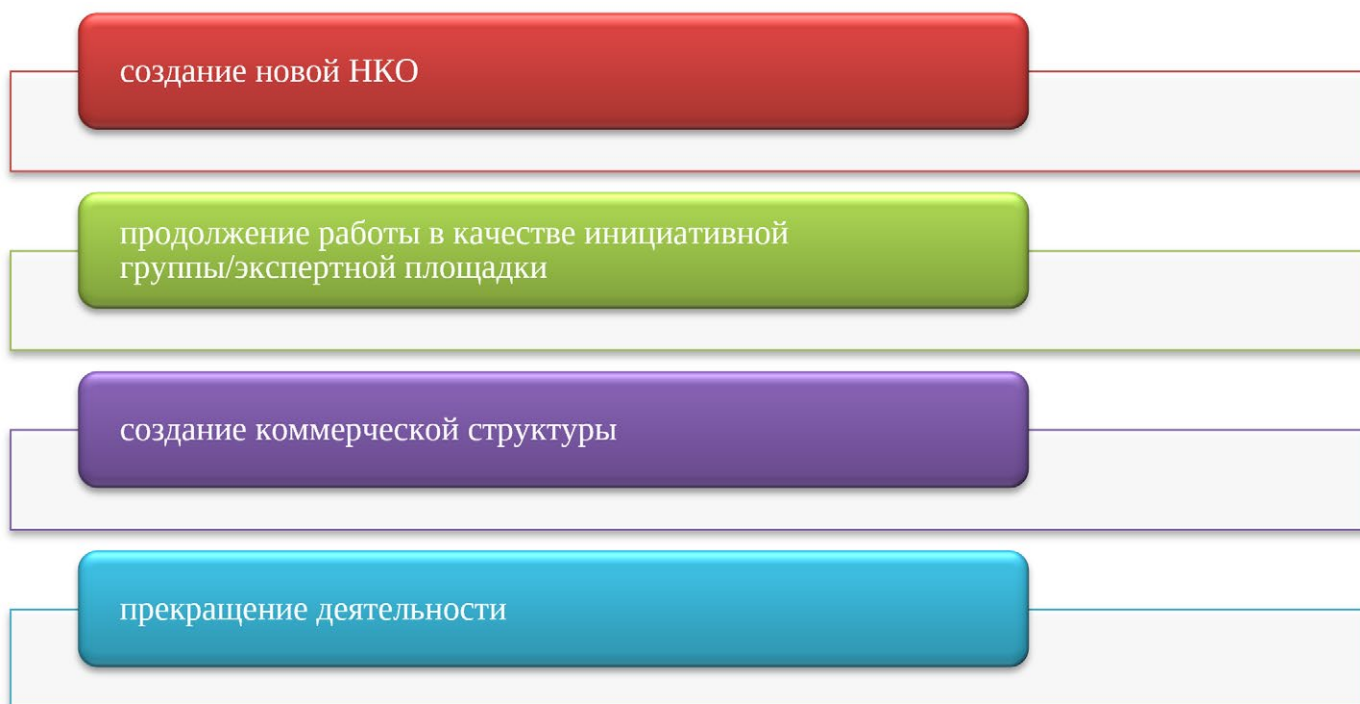 создание новой НКО
продолжение работы в качестве инициативной
группы/экспертной площадки
создание коммерческой структуры
прекращение деятельности